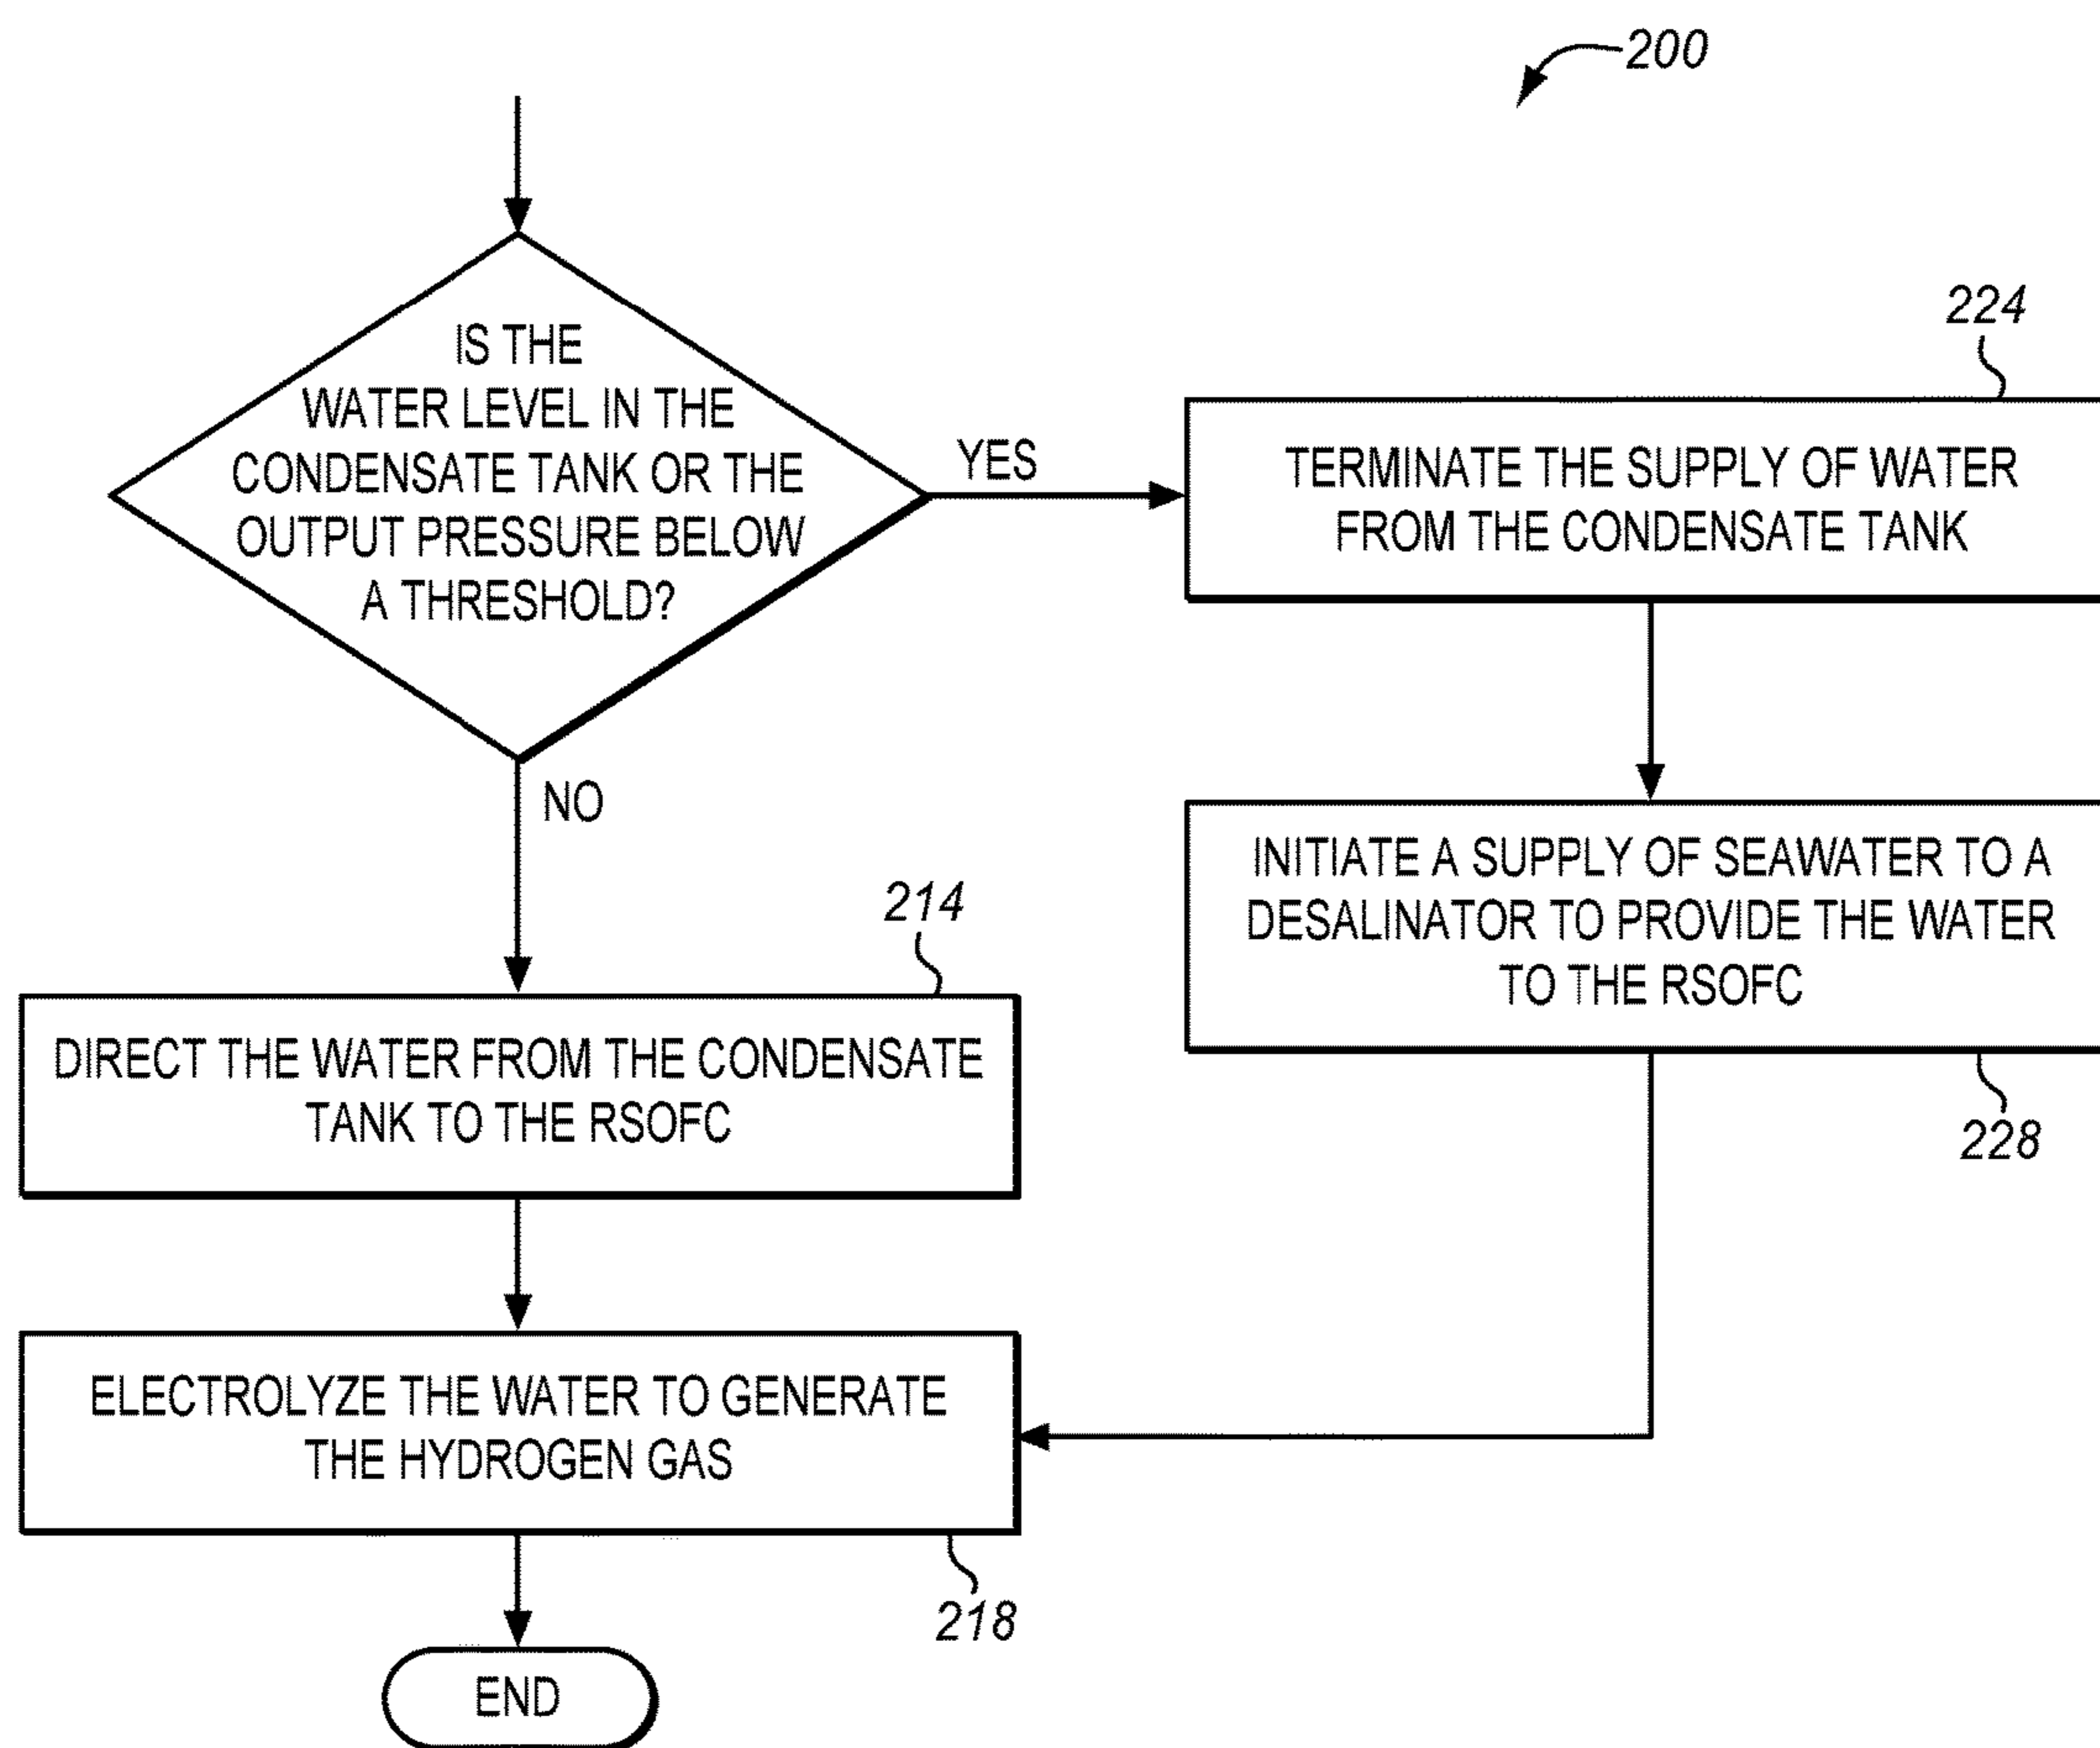 200
IS THE
WATER LEVEL IN THE
CONDENSATE TANK OR THE
OUTPUT PRESSURE BELOW
A THRESHOLD?
YES
224
TERMINATE THE SUPPLY OF WATER
FROM THE CONDENSATE TANK
NO
INITIATE A SUPPLY OF SEAWATER TO A
DESALINATOR TO PROVIDE THE WATER
TO THE RSOFC
228
214
DIRECT THE WATER FROM THE CONDENSATE
TANK TO THE RSOFC
ELECTROLYZE THE WATER TO GENERATE
THE HYDROGEN GAS
218
END